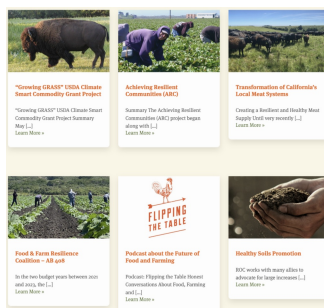 "Growing GRASS" USDA Climate
Smart Commodity Grant Project
"Growing GRASS" USDA Climate Smart
Commodity Grant Project Summary
May [...]
Learn More »
Achieving Resilient
Communities (ARC)
Summary The Achieving Resilient
Communities (ARC) project began
along with [...]
Learn More »
Transformation of California's
Local Meat Systems
Creating a Resilient and Healthy Meat
Supply Until very recently [...]
Learn More »
Food & Farm Resilience
Coalition – AB 408
In the two budget years between 2021
and 2023, the [...]
Learn More »
FLIPPING
THE TABLE
Podcast about the Future of
Food and Farming
Podcast: Flipping the Table Honest
Conversations About Food, Farming
and [...]
Learn More »
Healthy Soils Promotion
ROC works with many allies to
advocate for large increases [...]
Learn More »